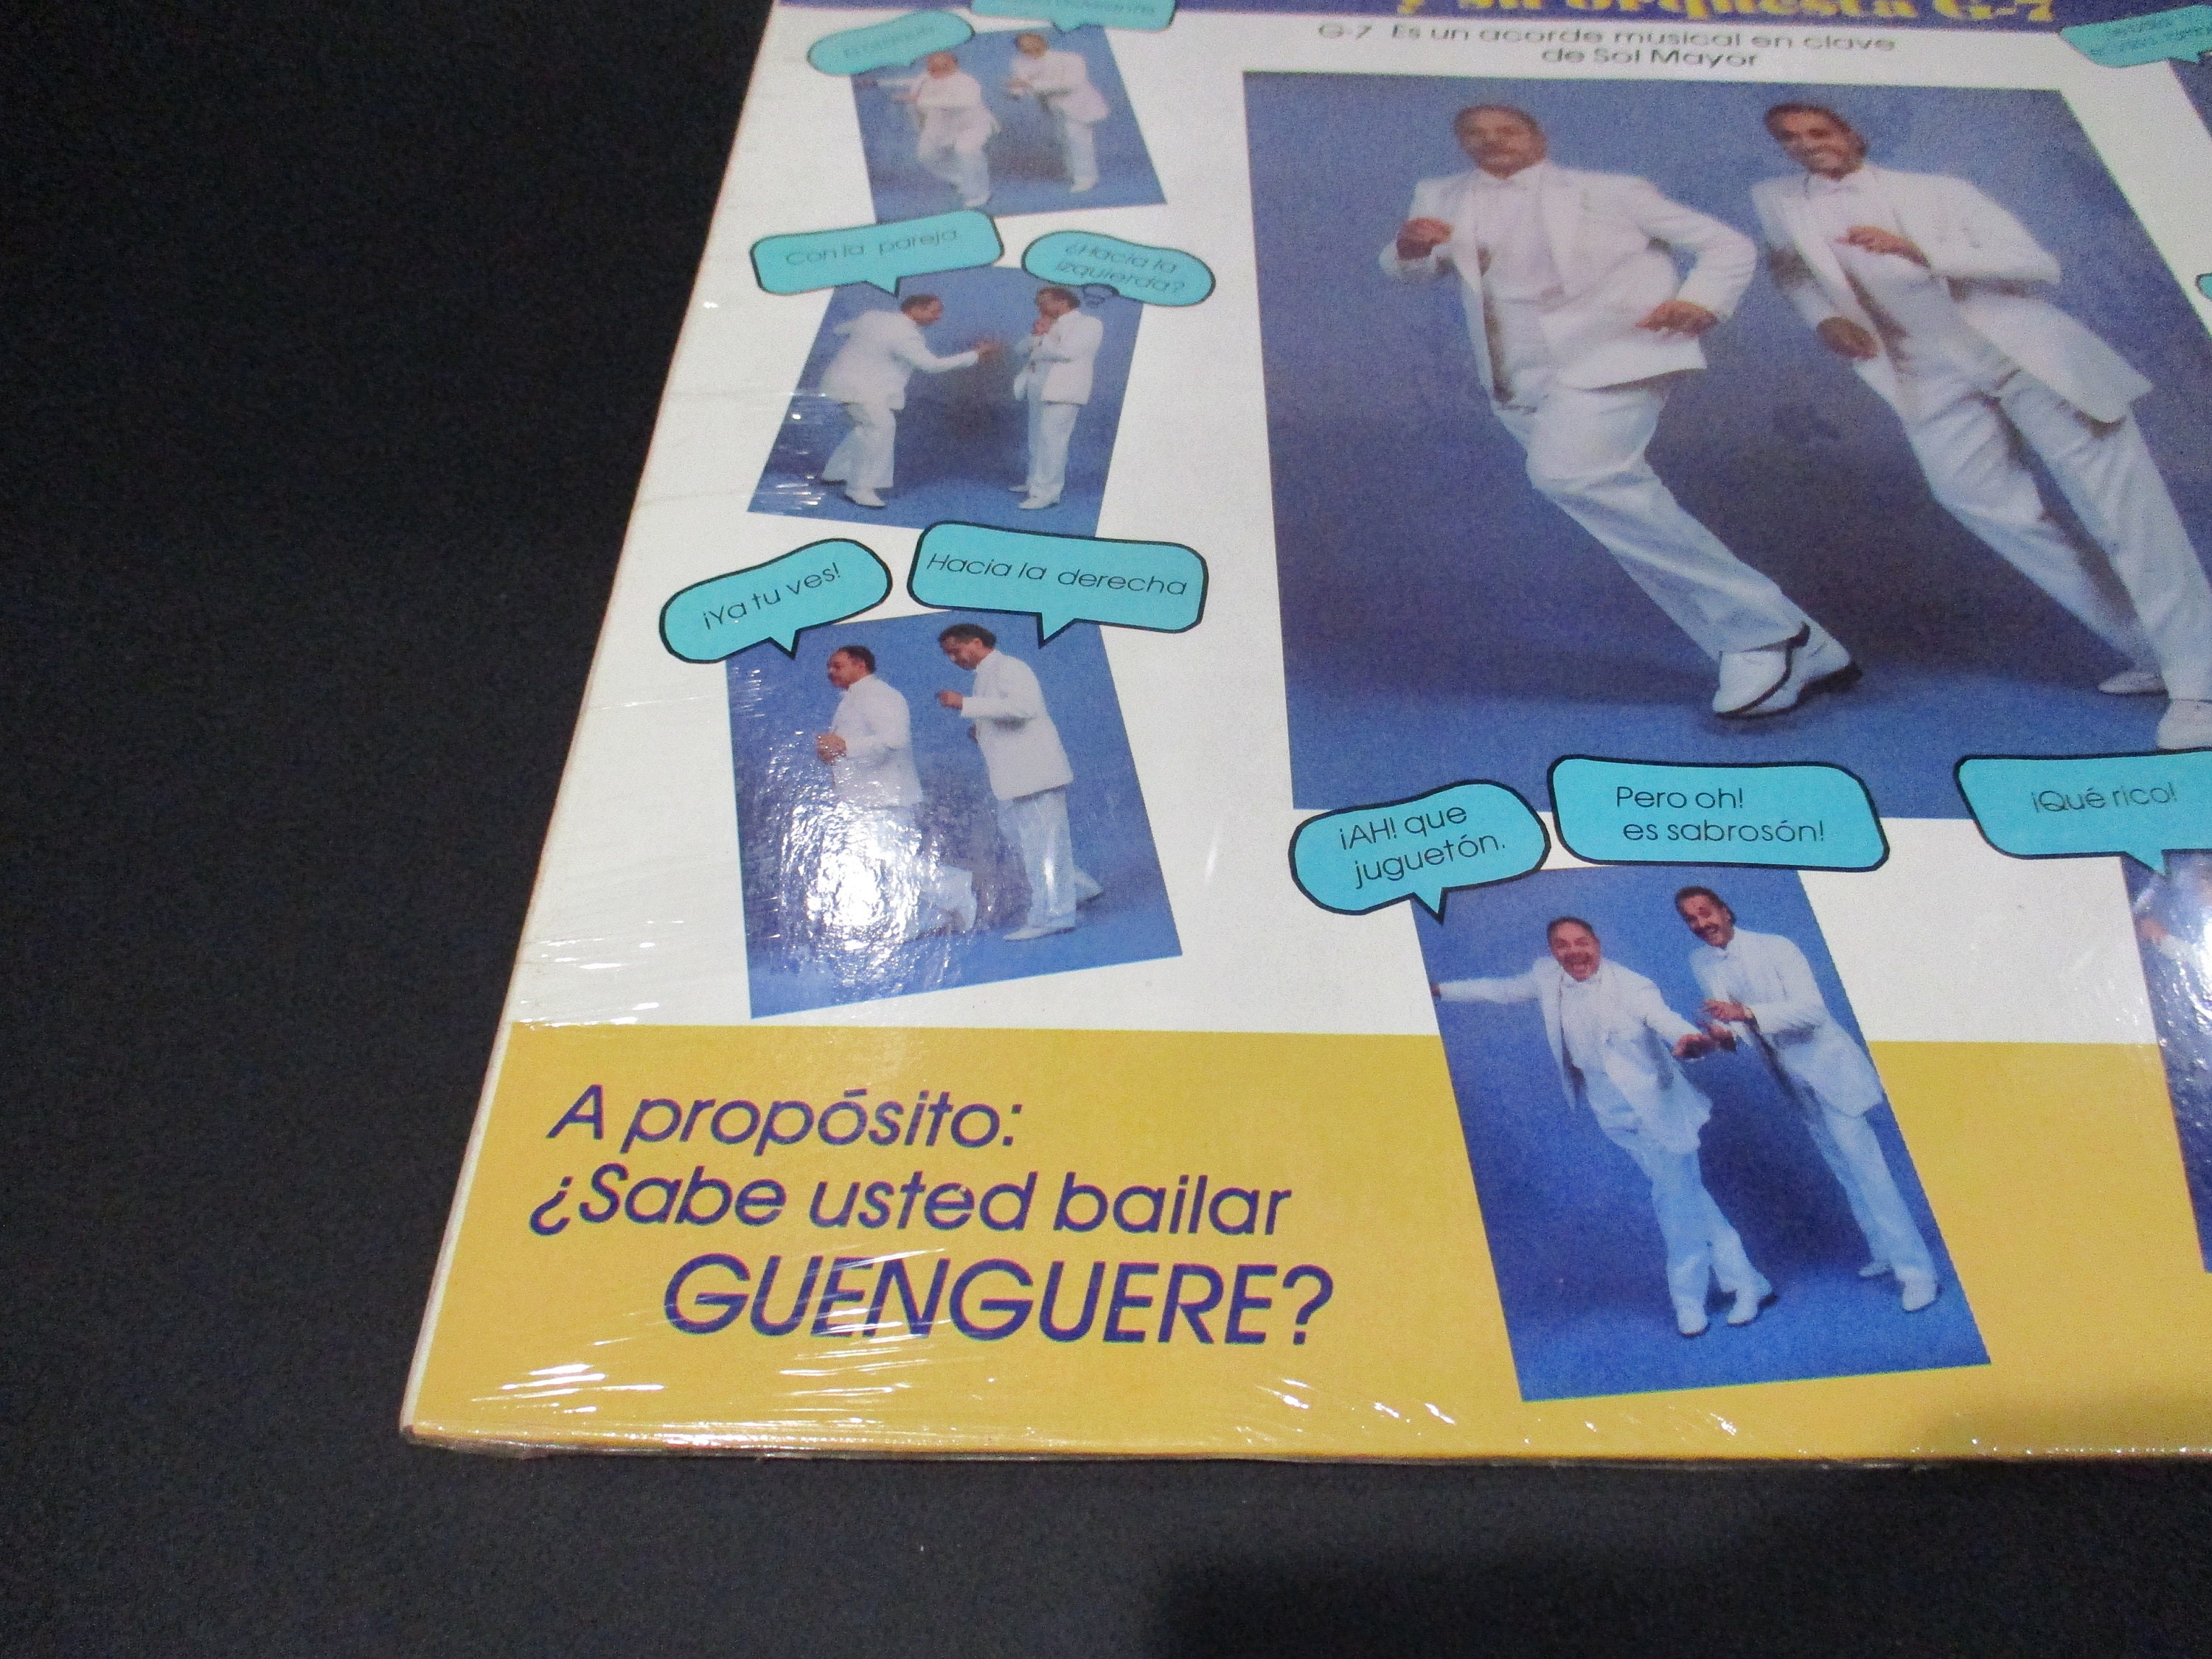 y su orquesta G-7
G-7 Es un acorde musical en clave
de Sol Mayor
Con la pareja.
¿Hacia la
izquierda?
¡Ya tu ves!
Hacia la derecha
¡AH! que
juguetón.
Pero oh!
es sabrosón!
¡Qué rico!
A propósito:
¿Sabe usted bailar
GUENGUERE?